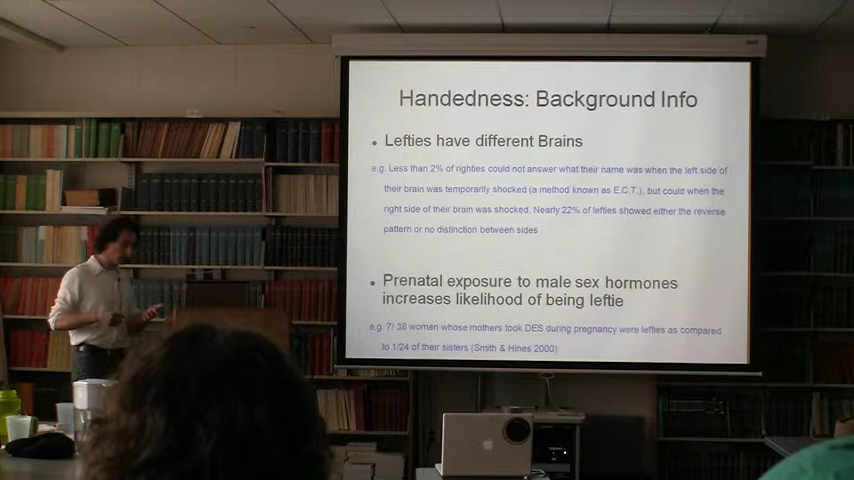 Handedness: Background Info
• Lefties have different Brains
e.g. Less than 2% of righties could not answer what their name was when the left side of
their brain was temporarily shocked (a method known as E.C.T.), but could when the
right side of their brain was shocked. Nearly 22% of lefties showed either the reverse
pattern or no distinction between sides
• Prenatal exposure to male sex hormones
increases likelihood of being leftie
e.g. 7/ 38 woman whose mothers took DES during pregnancy were lefties as compared
to 1/24 of their sisters (Smith & Hines 2000)